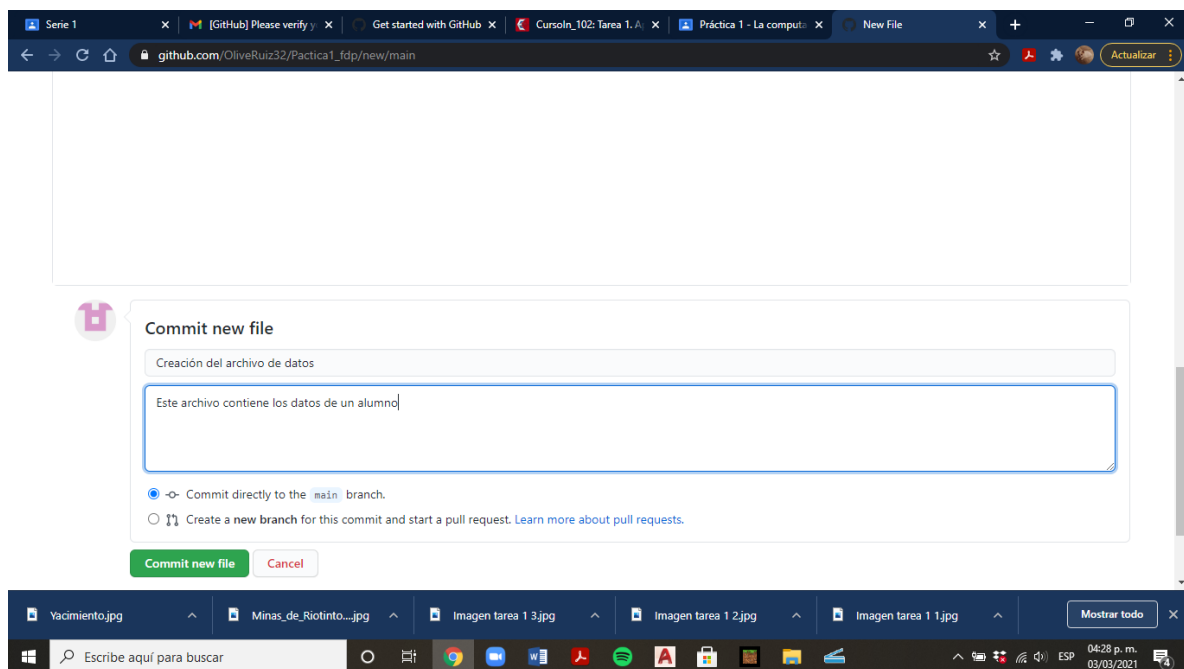 Serie 1
[GitHub] Please verify y
Get started with GitHub
CursoIn_102: Tarea 1. A
Práctica 1 - La computa
New File
github.com/OliveRuiz32/Pactica1_fdp/new/main
Actualizar
Commit new file
Creación del archivo de datos
Este archivo contiene los datos de un alumno
Commit directly to the main branch.
Create a new branch for this commit and start a pull request. Learn more about pull requests.
Commit new file
Cancel
Yacimiento.jpg
Minas_de_Riotinto....jpg
Imagen tarea 1 3.jpg
Imagen tarea 1 2.jpg
Imagen tarea 1 1.jpg
Mostrar todo
Escribe aquí para buscar
ESP
04:28 p. m.
03/03/2021
4